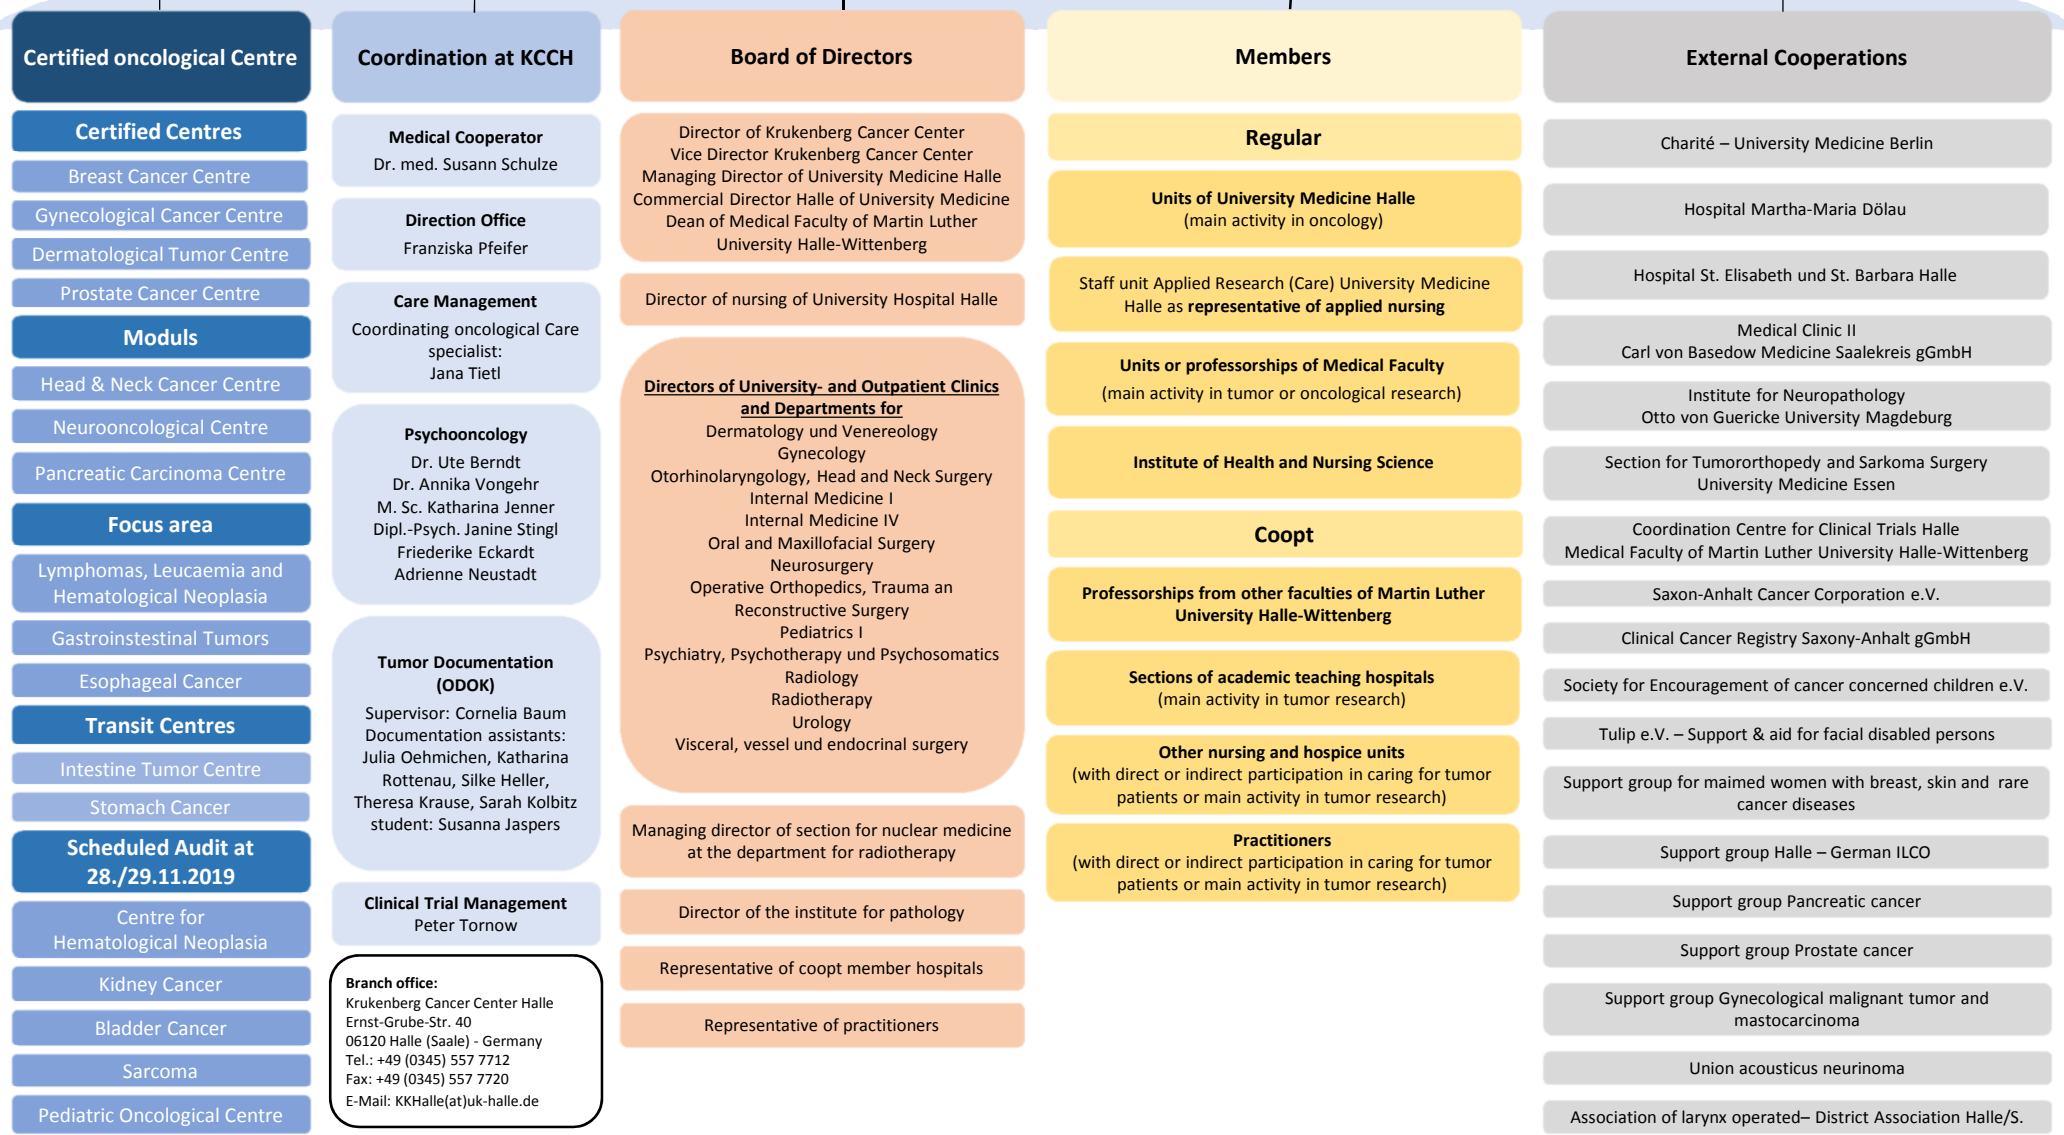 Certified oncological Centre
Certified Centres
Breast Cancer Centre
Gynecological Cancer Centre
Dermatological Tumor Centre
Prostate Cancer Centre
Moduls
Head & Neck Cancer Centre
Neurooncological Centre
Pancreatic Carcinoma Centre
Focus area
Lymphomas, Leucaemia and
Hematological Neoplasia
Gastroinstestinal Tumors
Esophageal Cancer
Transit Centres
Intestine Tumor Centre
Stomach Cancer
Scheduled Audit at
28./29.11.2019
Centre for
Hematological Neoplasia
Kidney Cancer
Bladder Cancer
Sarcoma
Pediatric Oncological Centre
Coordination at KCCH
Medical Cooperator
Dr. med. Susann Schulze
Direction Office
Franziska Pfeifer
Care Management
Coordinating oncological Care
specialist:
Jana Tietl
Psychooncology
Dr. Ute Berndt
Dr. Annika Vongehr
M. Sc. Katharina Jenner
Dipl.-Psych. Janine Stingl
Friederike Eckardt
Adrienne Neustadt
Tumor Documentation
(ODOK)
Supervisor: Cornelia Baum
Documentation assistants:
Julia Oehmichen, Katharina
Rottenau, Silke Heller,
Theresa Krause, Sarah Kolbitz
student: Susanna Jaspers
Clinical Trial Management
Peter Tornow
Branch office:
Krukenberg Cancer Center Halle
Ernst-Grube-Str. 40
06120 Halle (Saale) - Germany
Tel.: +49 (0345) 557 7712
Fax: +49 (0345) 557 7720
E-Mail: KKHalle(at)uk-halle.de
Board of Directors
Director of Krukenberg Cancer Center
Vice Director Krukenberg Cancer Center
Managing Director of University Medicine Halle
Commercial Director Halle of University Medicine
Dean of Medical Faculty of Martin Luther
University Halle-Wittenberg
Director of nursing of University Hospital Halle
Directors of University- and Outpatient Clinics
and Departments for
Dermatology und Venereology
Gynecology
Otorhinolaryngology, Head and Neck Surgery
Internal Medicine I
Internal Medicine IV
Oral and Maxillofacial Surgery
Neurosurgery
Operative Orthopedics, Trauma an
Reconstructive Surgery
Pediatrics I
Psychiatry, Psychotherapy und Psychosomatics
Radiology
Radiotherapy
Urology
Visceral, vessel und endocrinal surgery
Managing director of section for nuclear medicine
at the department for radiotherapy
Director of the institute for pathology
Representative of coopt member hospitals
Representative of practitioners
Members
Regular
Units of University Medicine Halle
(main activity in oncology)
Staff unit Applied Research (Care) University Medicine
Halle as representative of applied nursing
Units or professorships of Medical Faculty
(main activity in tumor or oncological research)
Institute of Health and Nursing Science
Coopt
Professorships from other faculties of Martin Luther
University Halle-Wittenberg
Sections of academic teaching hospitals
(main activity in tumor research)
Other nursing and hospice units
(with direct or indirect participation in caring for tumor
patients or main activity in tumor research)
Practitioners
(with direct or indirect participation in caring for tumor
patients or main activity in tumor research)
External Cooperations
Charité – University Medicine Berlin
Hospital Martha-Maria Dölau
Hospital St. Elisabeth und St. Barbara Halle
Medical Clinic II
Carl von Basedow Medicine Saalekreis gGmbH
Institute for Neuropathology
Otto von Guericke University Magdeburg
Section for Tumororthopedy and Sarkoma Surgery
University Medicine Essen
Coordination Centre for Clinical Trials Halle
Medical Faculty of Martin Luther University Halle-Wittenberg
Saxon-Anhalt Cancer Corporation e.V.
Clinical Cancer Registry Saxony-Anhalt gGmbH
Society for Encouragement of cancer concerned children e.V.
Tulip e.V. – Support & aid for facial disabled persons
Support group for maimed women with breast, skin and rare
cancer diseases
Support group Halle – German ILCO
Support group Pancreatic cancer
Support group Prostate cancer
Support group Gynecological malignant tumor and
mastocarcinoma
Union acousticus neurinoma
Association of larynx operated– District Association Halle/S.